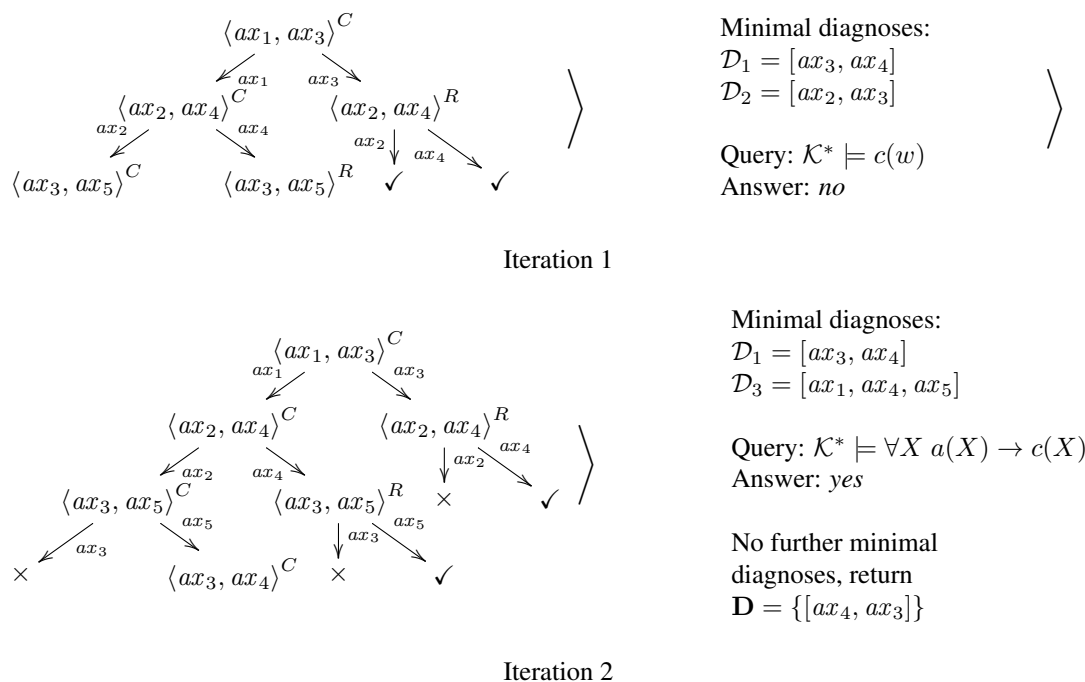 ⟨ax₁, ax₃⟩ᶜ
ax₁ ax₃
⟨ax₂, ax₄⟩ᶜ ⟨ax₂, ax₄⟩ᴿ
ax₂ ax₄ ax₂ ax₄
⟨ax₃, ax₅⟩ᶜ ⟨ax₃, ax₅⟩ᴿ ✓ ✓
Minimal diagnoses:
𝒟₁ = [ax₃, ax₄]
𝒟₂ = [ax₂, ax₃]
Query: 𝒦* ⊨ c(w)
Answer: no
Iteration 1
⟨ax₁, ax₃⟩ᶜ
ax₁ ax₃
⟨ax₂, ax₄⟩ᶜ ⟨ax₂, ax₄⟩ᴿ
ax₂ ax₄ ax₂ ax₄
⟨ax₃, ax₅⟩ᶜ ⟨ax₃, ax₅⟩ᴿ × ✓
ax₃ ax₅ ax₃ ax₅
× ⟨ax₃, ax₄⟩ᶜ × ✓
Minimal diagnoses:
𝒟₁ = [ax₃, ax₄]
𝒟₃ = [ax₁, ax₄, ax₅]
Query: 𝒦* ⊨ ∀X a(X) → c(X)
Answer: yes
No further minimal
diagnoses, return
𝐃 = {[ax₄, ax₃]}
Iteration 2